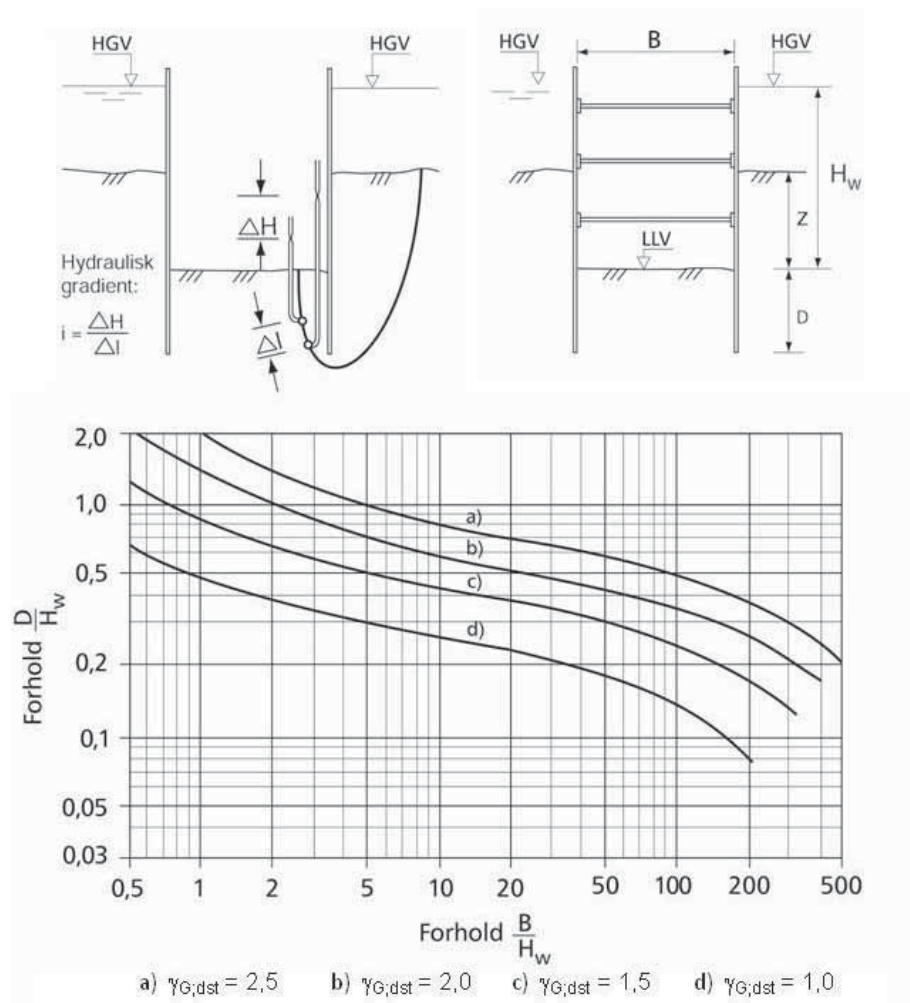 HGV
HGV
ΔH
Hydraulisk
gradient:
i = ΔH/Δl
Δl
HGV
B
HGV
H_w
Z
LLV
D
2,0
1,0
0,5
0,2
0,1
0,05
0,03
Forhold D/H_w
a)
b)
c)
d)
0,5 1 2 5 10 20 50 100 200 500
Forhold B/H_w
a) γG;dst = 2,5 b) γG;dst = 2,0 c) γG;dst = 1,5 d) γG;dst = 1,0